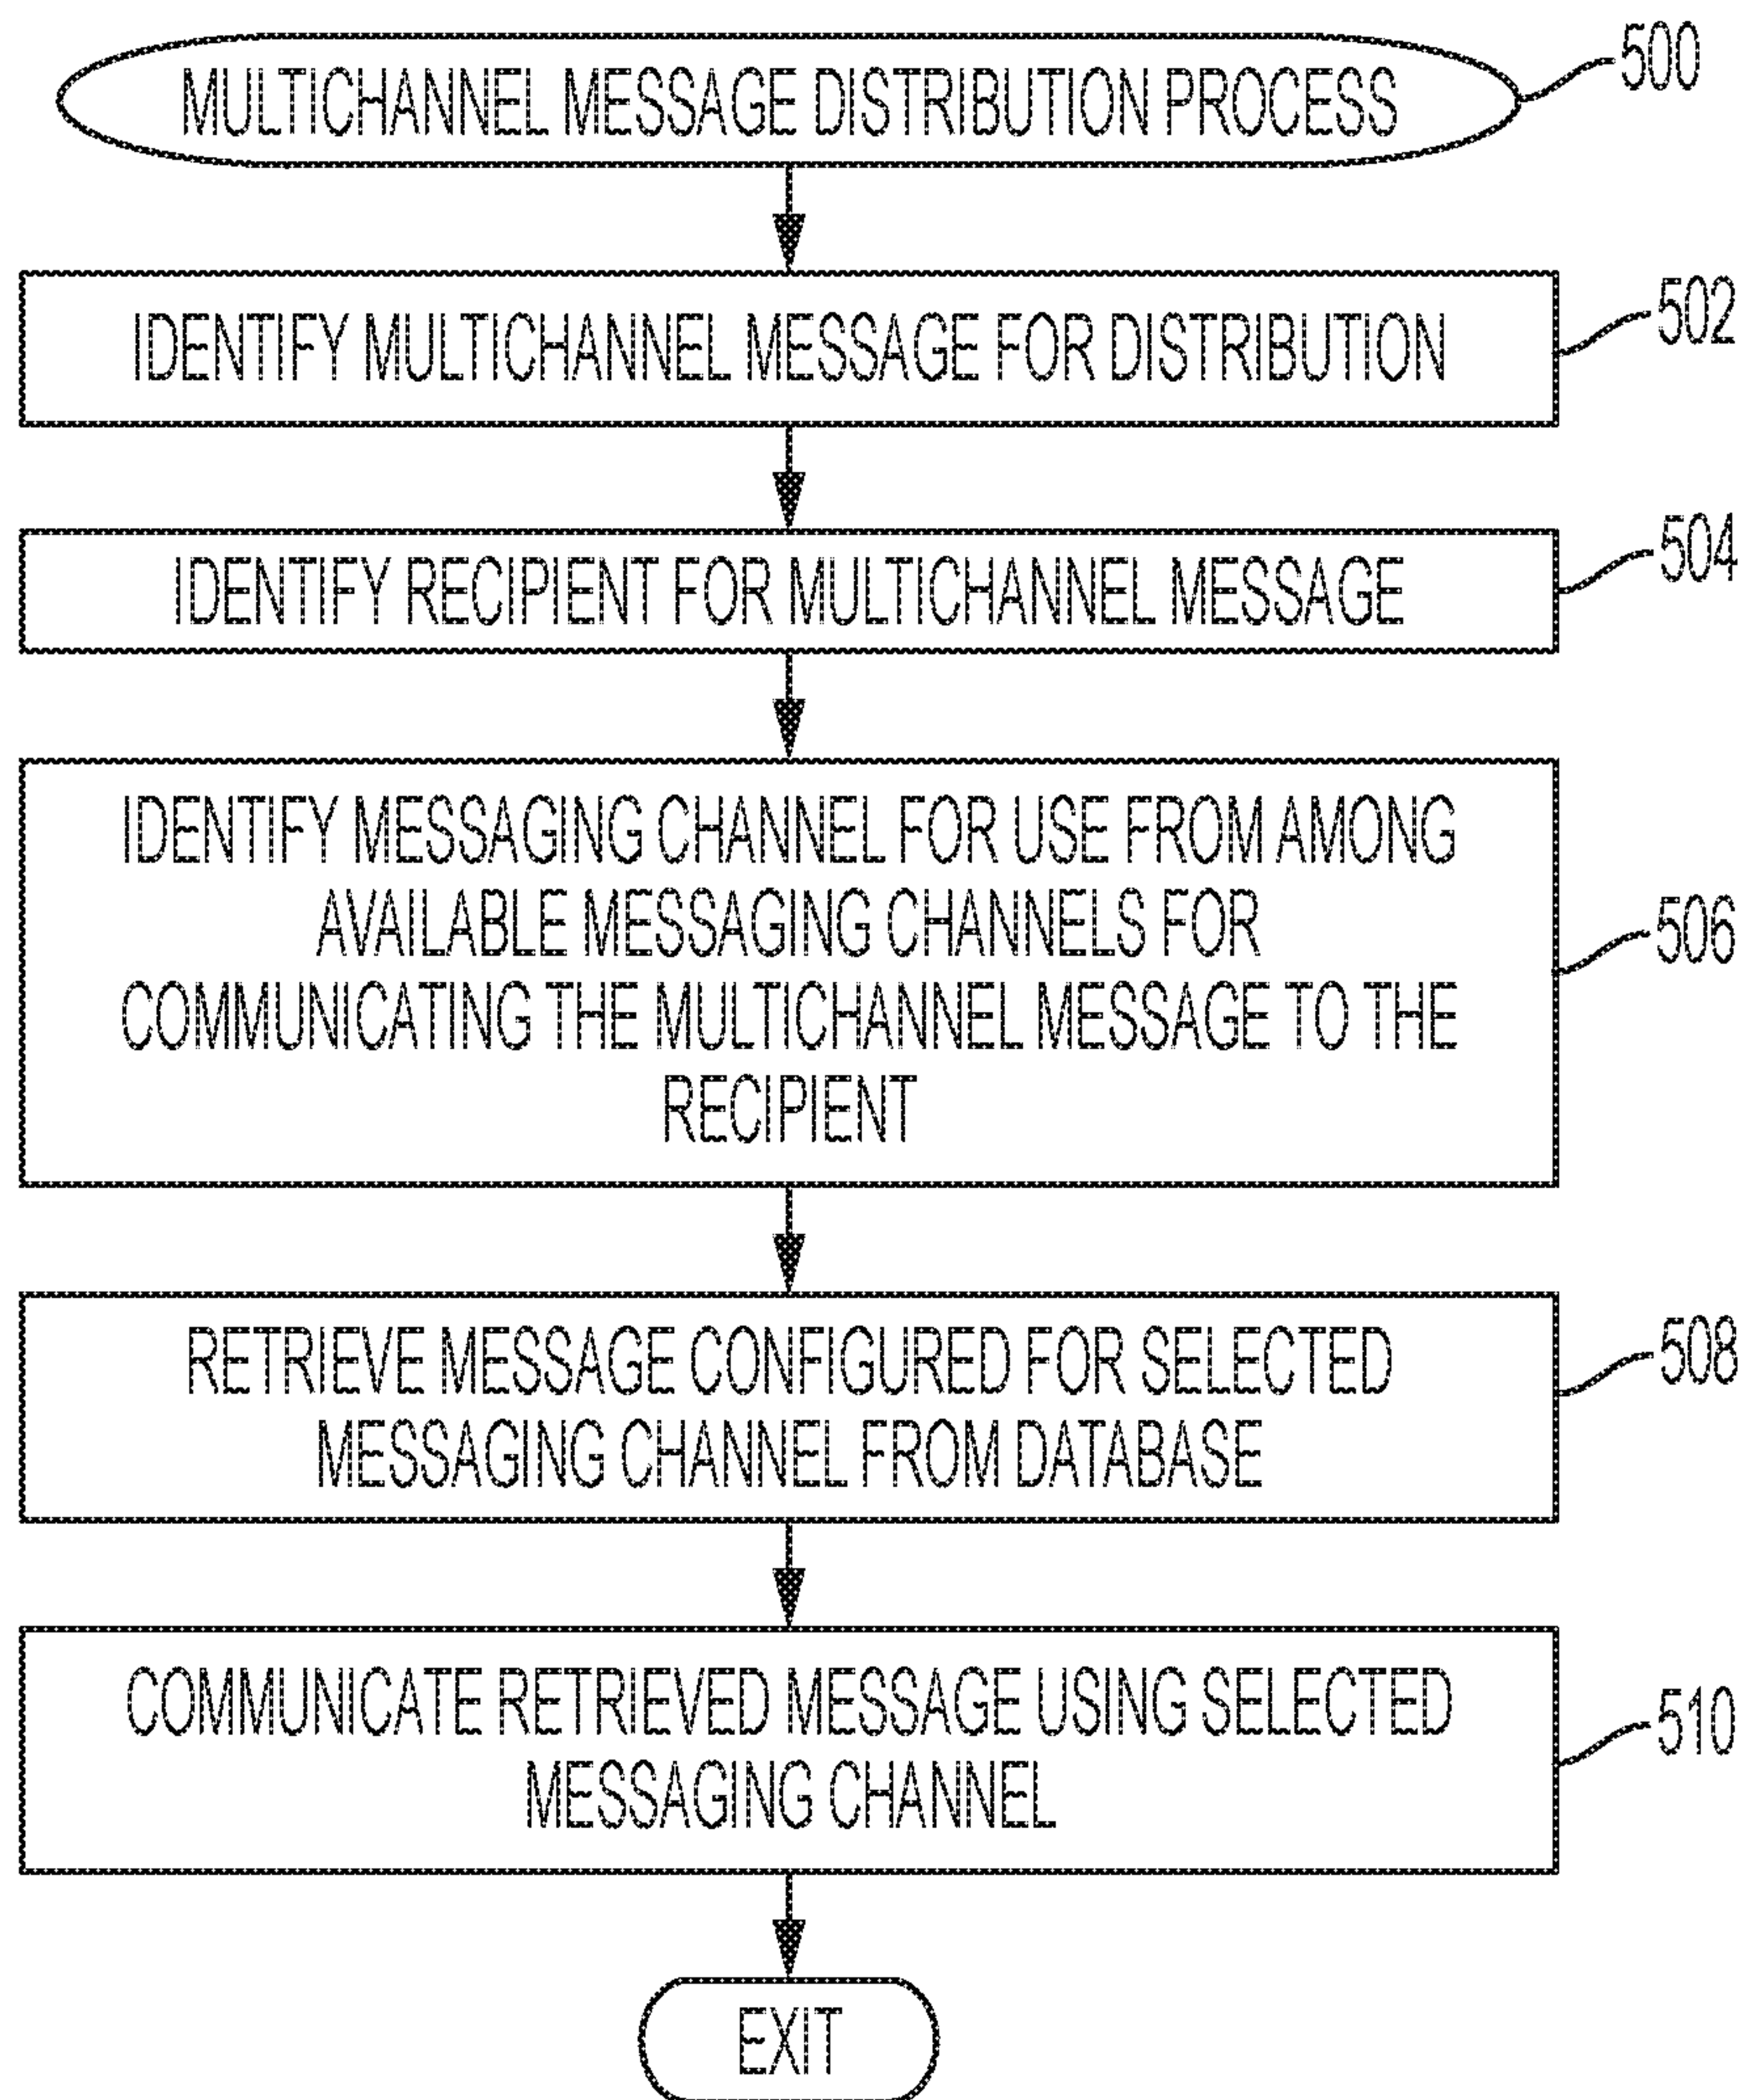 MULTICHANNEL MESSAGE DISTRIBUTION PROCESS
500
IDENTIFY MULTICHANNEL MESSAGE FOR DISTRIBUTION
502
IDENTIFY RECIPIENT FOR MULTICHANNEL MESSAGE
504
IDENTIFY MESSAGING CHANNEL FOR USE FROM AMONG
AVAILABLE MESSAGING CHANNELS FOR
COMMUNICATING THE MULTICHANNEL MESSAGE TO THE
RECIPIENT
506
RETRIEVE MESSAGE CONFIGURED FOR SELECTED
MESSAGING CHANNEL FROM DATABASE
508
COMMUNICATE RETRIEVED MESSAGE USING SELECTED
MESSAGING CHANNEL
510
EXIT